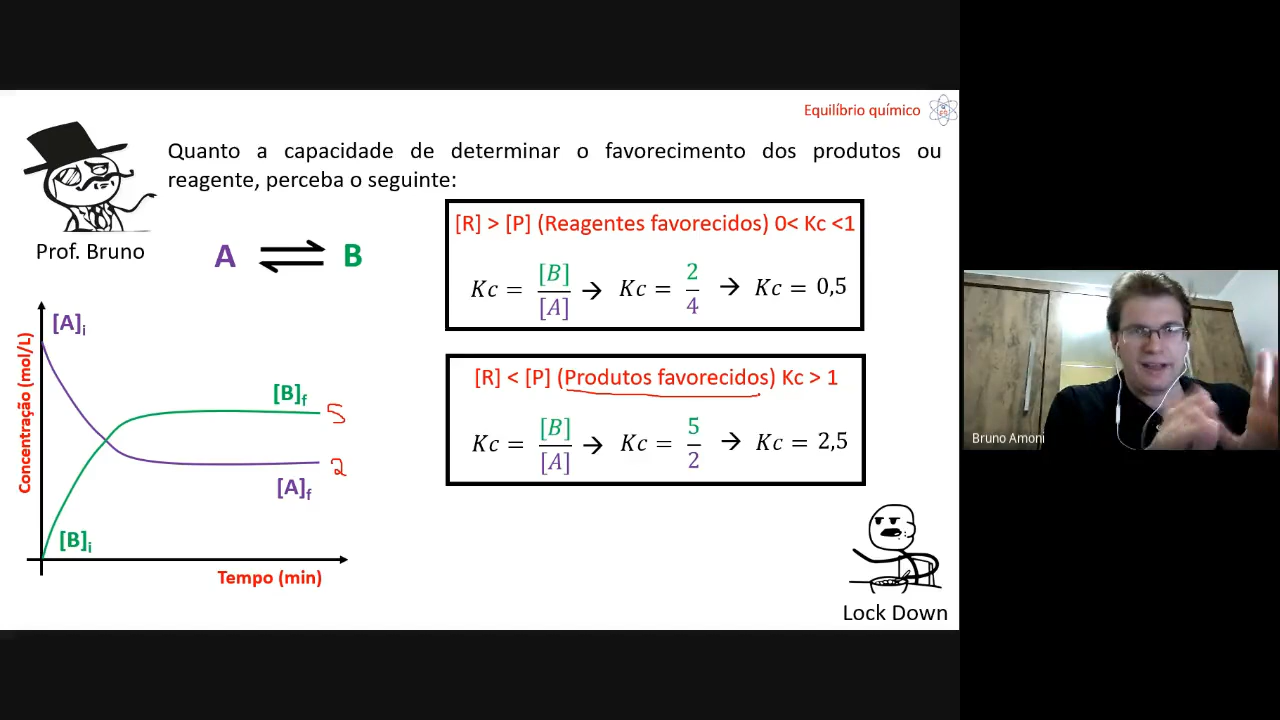 Equilíbrio químico
Quanto a capacidade de determinar o favorecimento dos produtos ou
reagente, perceba o seguinte:
Prof. Bruno
A ⇌ B
[R] > [P] (Reagentes favorecidos) 0< Kc <1
Kc = [B]/[A] → Kc = 2/4 → Kc = 0,5
[R] < [P] (Produtos favorecidos) Kc > 1
Kc = [B]/[A] → Kc = 5/2 → Kc = 2,5
Concentração (mol/L)
[A]i
[B]f
5
2
[A]f
[B]i
Tempo (min)
Lock Down
Bruno Amoni